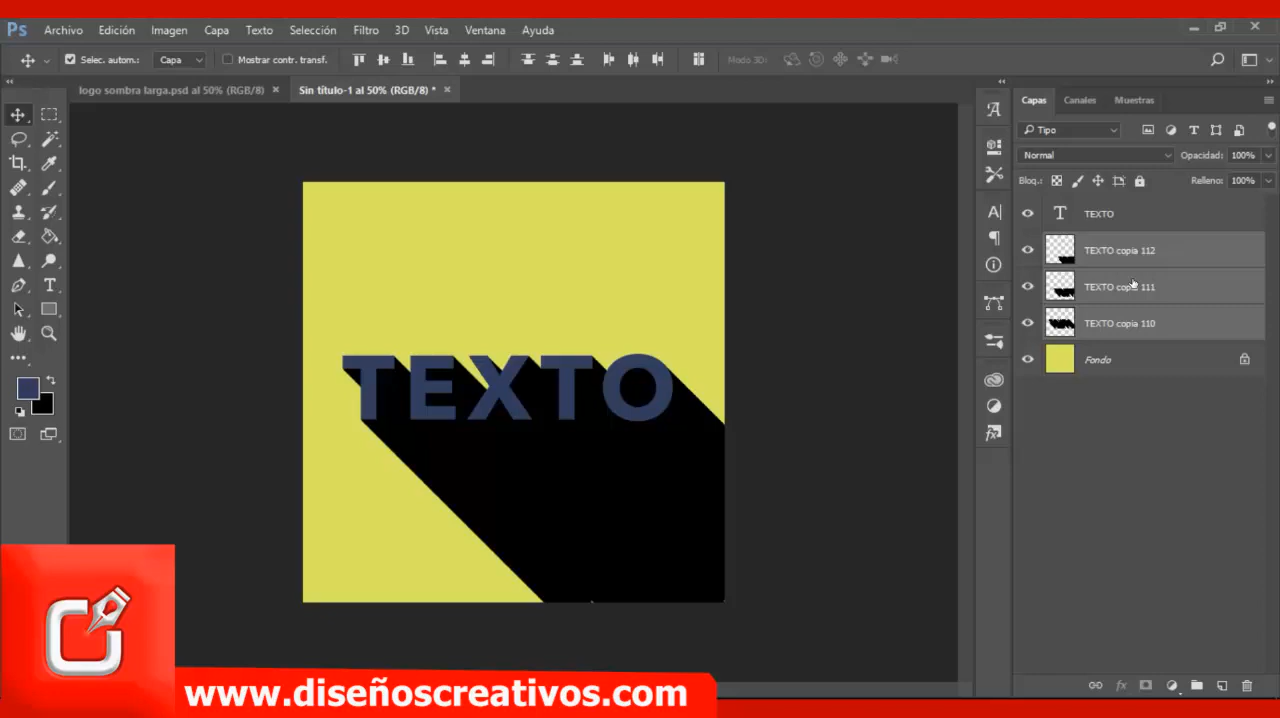 Ps Archivo Edición Imagen Capa Texto Selección Filtro 3D Vista Ventana Ayuda
Selec. autom.: Capa Mostrar contr. transf. Modo 3D:
logo sombra larga.psd al 50% (RGB/8) × Sin título-1 al 50% (RGB/8) * ×
Capas Canales Muestras
Tipo
Normal Opacidad: 100%
Bloq.: Relleno: 100%
TEXTO
TEXTO copia 112
TEXTO copia 111
TEXTO copia 110
Fondo
TEXTO
www.diseñoscreativos.com